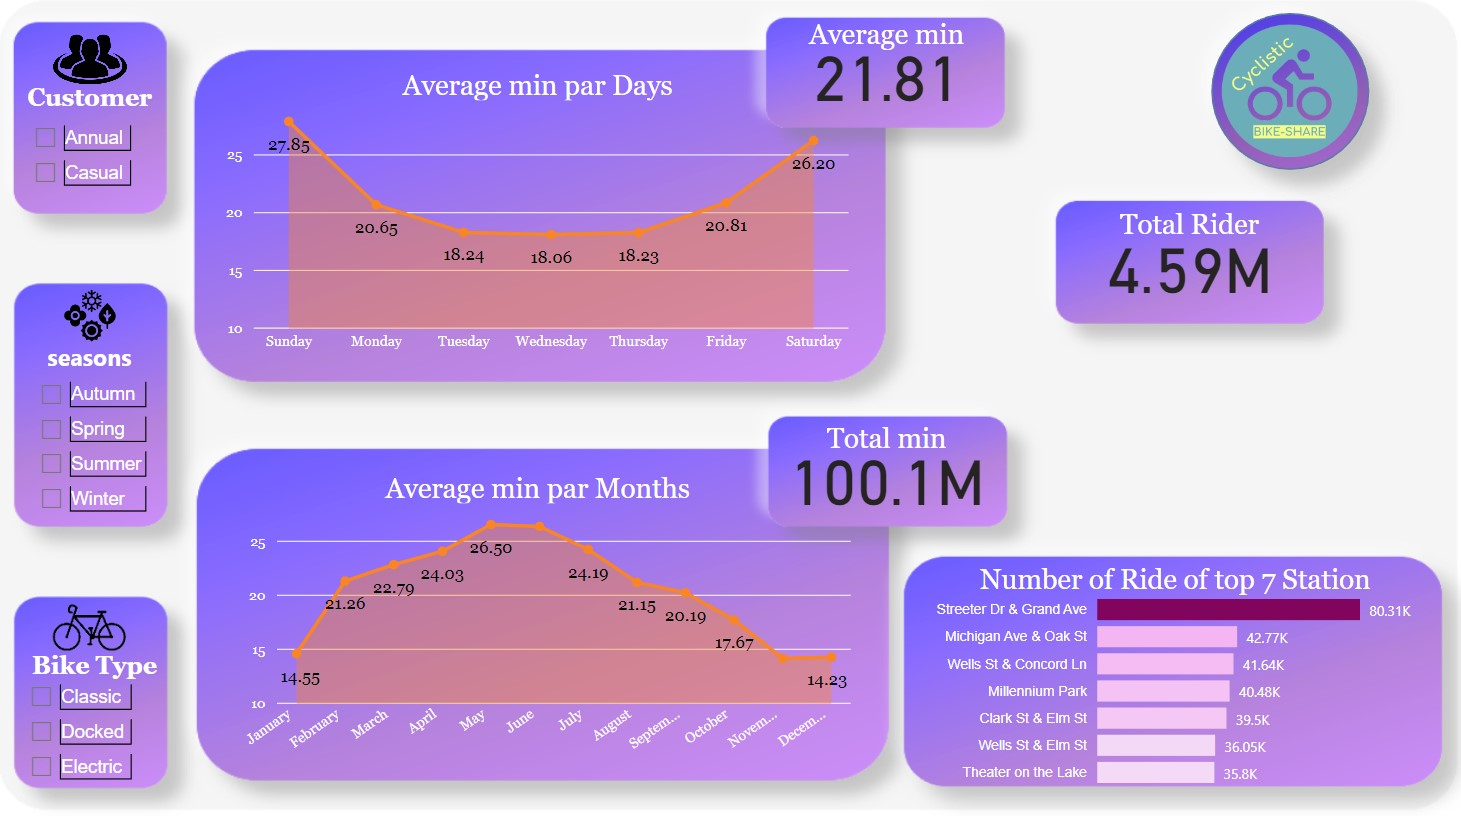 Customer
Annual
Casual
seasons
Autumn
Spring
Summer
Winter
Bike Type
Classic
Docked
Electric
Average min par Days
25
20
15
10
27.85
20.65
18.24
18.06
18.23
20.81
26.20
Sunday
Monday
Tuesday
Wednesday
Thursday
Friday
Saturday
Average min
21.81
Average min par Months
25
20
15
10
14.55
21.26
22.79
24.03
26.50
24.19
21.15
20.19
17.67
14.23
January
February
March
April
May
June
July
August
Septem...
October
Novem...
Decem...
Total min
100.1M
Cyclistic
BIKE-SHARE
Total Rider
4.59M
Number of Ride of top 7 Station
Streeter Dr & Grand Ave 80.31K
Michigan Ave & Oak St 42.77K
Wells St & Concord Ln 41.64K
Millennium Park 40.48K
Clark St & Elm St 39.5K
Wells St & Elm St 36.05K
Theater on the Lake 35.8K